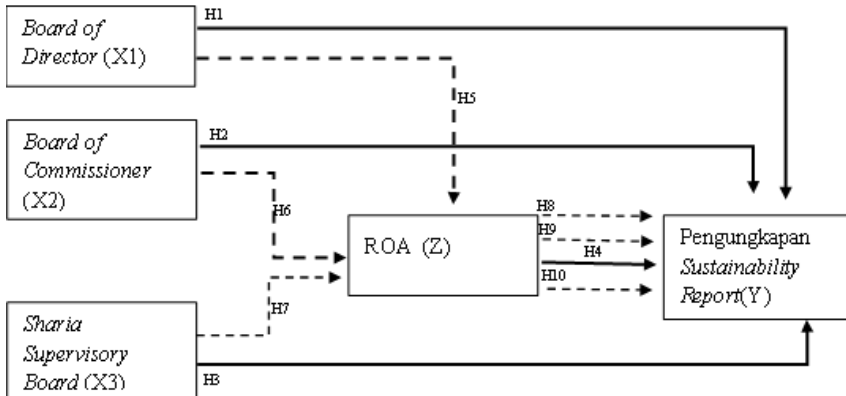 H1
Board of
Director (X1)
H5
H2
Board of
Commissioner
(X2)
H6
ROA (Z)
H8
H9
H4
H10
Pengungkapan
Sustainability
Report(Y)
H7
Sharia
Supervisory
Board (X3)
H3